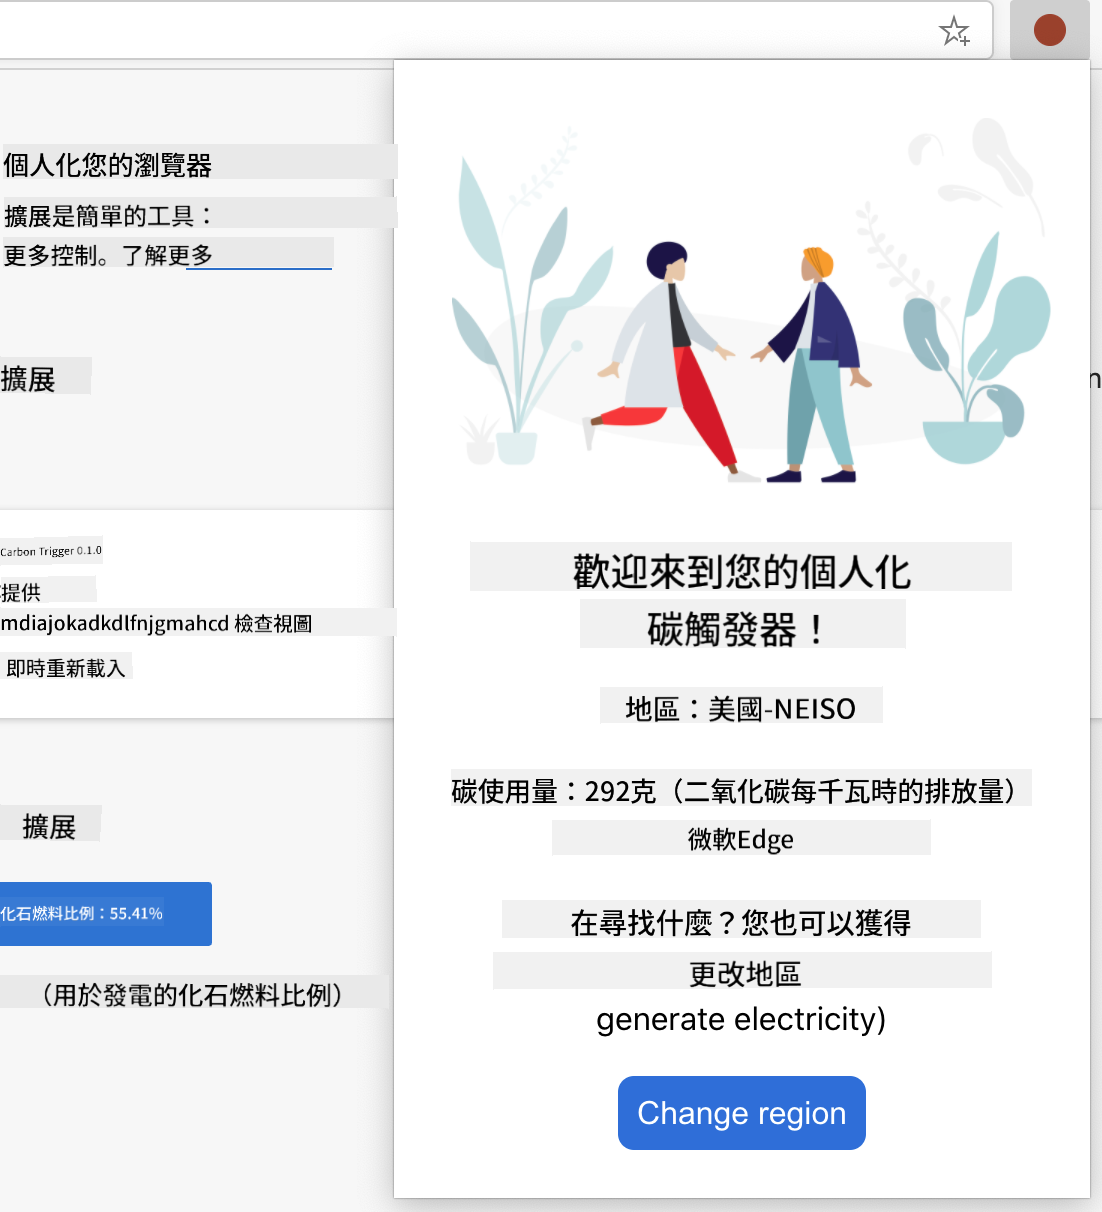 個人化您的瀏覽器
擴展是簡單的工具：
更多控制。了解更多
擴展
Carbon Trigger 0.1.0
提供
mdiajokadkdlfnjgmahcd 檢查視圖
即時重新載入
擴展
化石燃料比例：55.41%
（用於發電的化石燃料比例）
歡迎來到您的個人化
碳觸發器！
地區：美國-NEISO
碳使用量：292克（二氧化碳每千瓦時的排放量）
微軟Edge
在尋找什麼？您也可以獲得
更改地區
generate electricity)
Change region
n